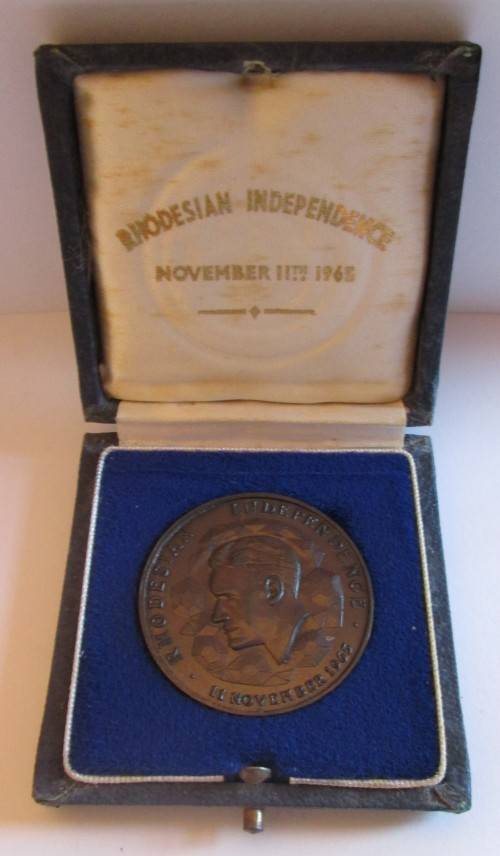 RHODESIAN INDEPENDENCE
NOVEMBER 11TH 1965
RHODESIAN INDEPENDENCE
· 11 NOVEMBER 1965 ·